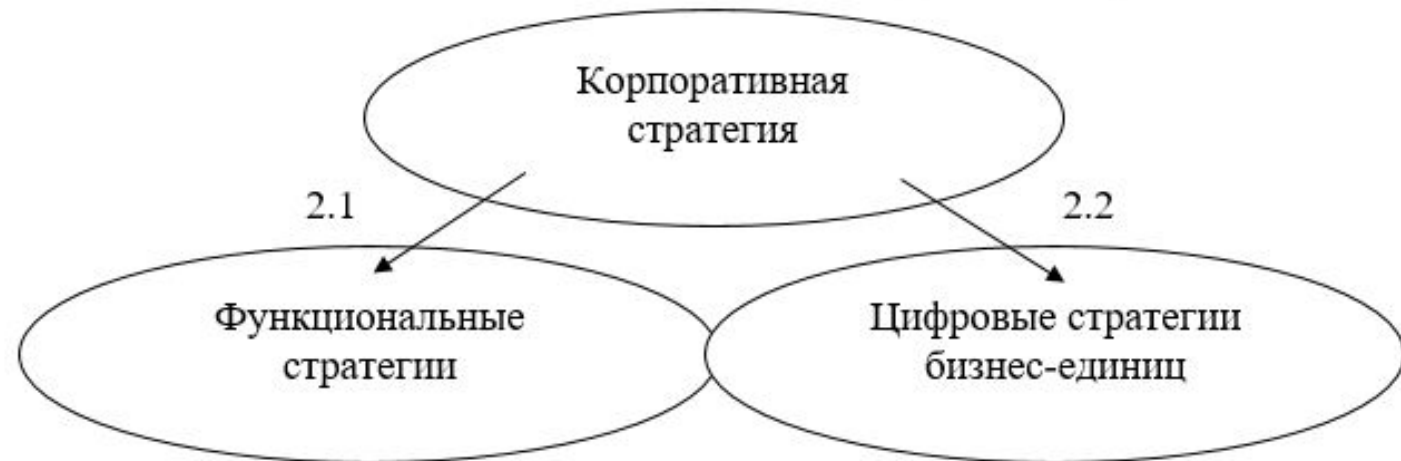 Корпоративная
стратегия
2.1
2.2
Функциональные
стратегии
Цифровые стратегии
бизнес-единиц